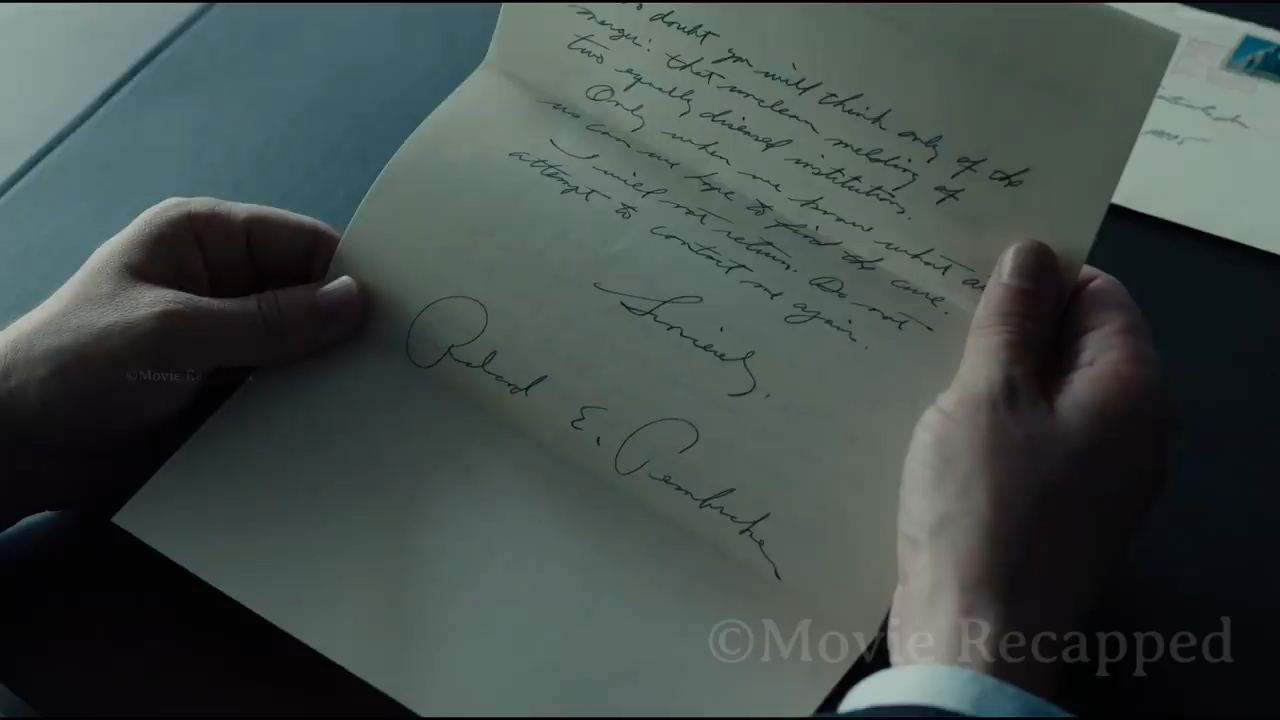 no doubt you will think only of the
merger: that unclean melding of
two equally diseased institutions.
Only when we know what
us can we hope to find the cure.
I will not return. Do not
attempt to contact me again.
Sincerely,
E. Pembroke
©Movie Recapped